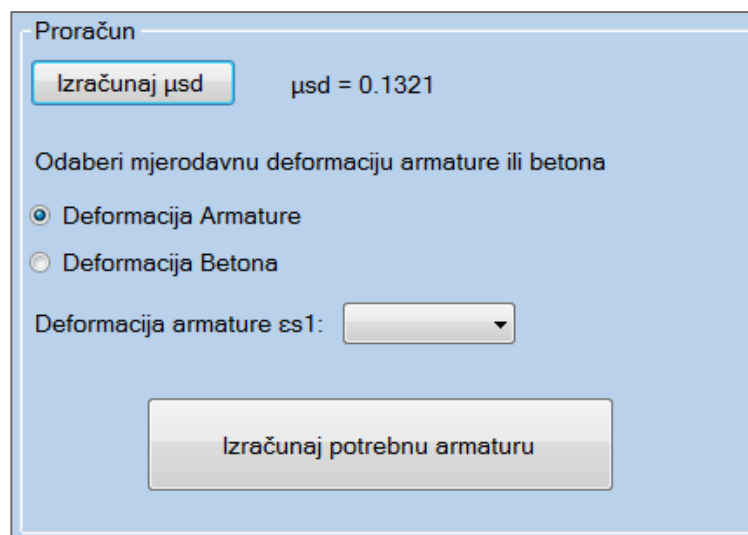 Proračun
Izračunaj μsd
μsd = 0.1321
Odaberi mjerodavnu deformaciju armature ili betona
Deformacija Armature
Deformacija Betona
Deformacija armature εs1:
Izračunaj potrebnu armaturu